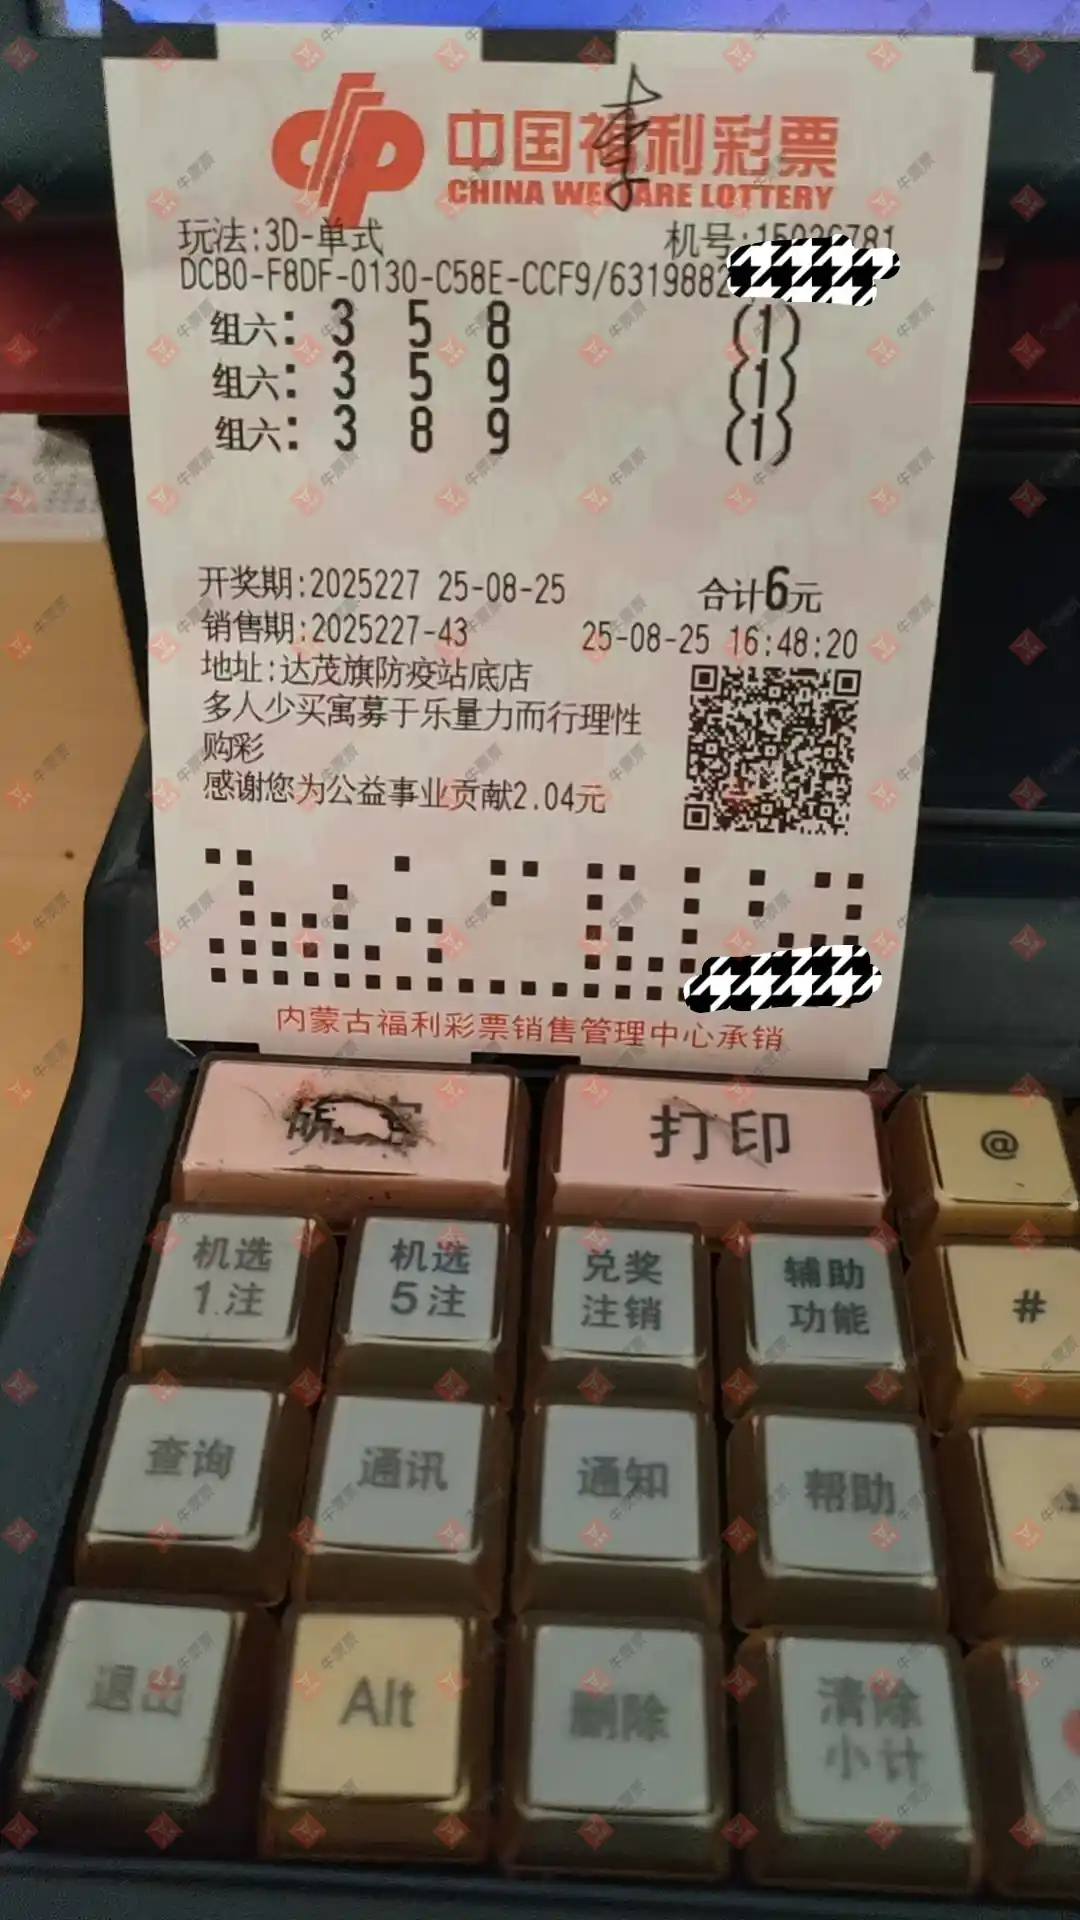 中国福利彩票
CHINA WELFARE LOTTERY
李
玩法:3D-单式
机号:15036781
DCB0-F8DF-0130-C58E-CCF9/6319882
组六: 3 5 8 (1)
组六: 3 5 9 (1)
组六: 3 8 9 (1)
开奖期:2025227 25-08-25 合计6元
销售期:2025227-43 25-08-25 16:48:20
地址:达茂旗防疫站底店
多人少买寓募于乐量力而行理性
购彩
感谢您为公益事业贡献2.04元
内蒙古福利彩票销售管理中心承销
确定 打印 @
机选 机选 兑奖 辅助
1注 5注 注销 功能 #
查询 通讯 通知 帮助
退出 Alt 删除 清除
小计
牛票票